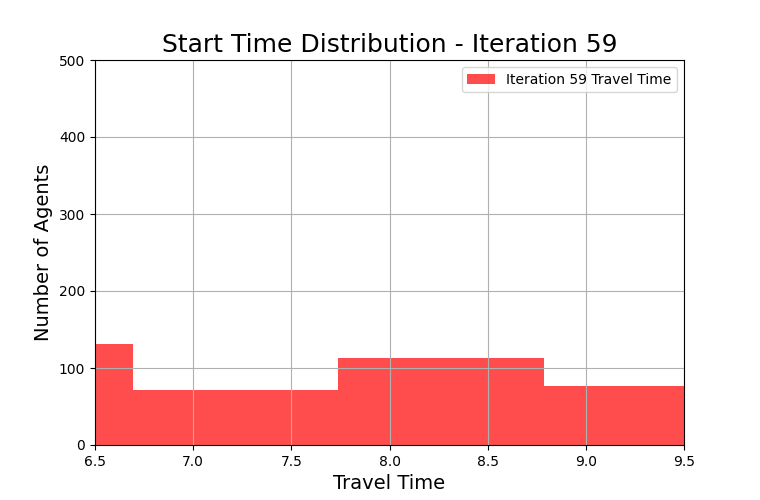 Start Time Distribution - Iteration 59
Iteration 59 Travel Time
Number of Agents
500
400
300
200
100
0
6.5 7.0 7.5 8.0 8.5 9.0 9.5
Travel Time